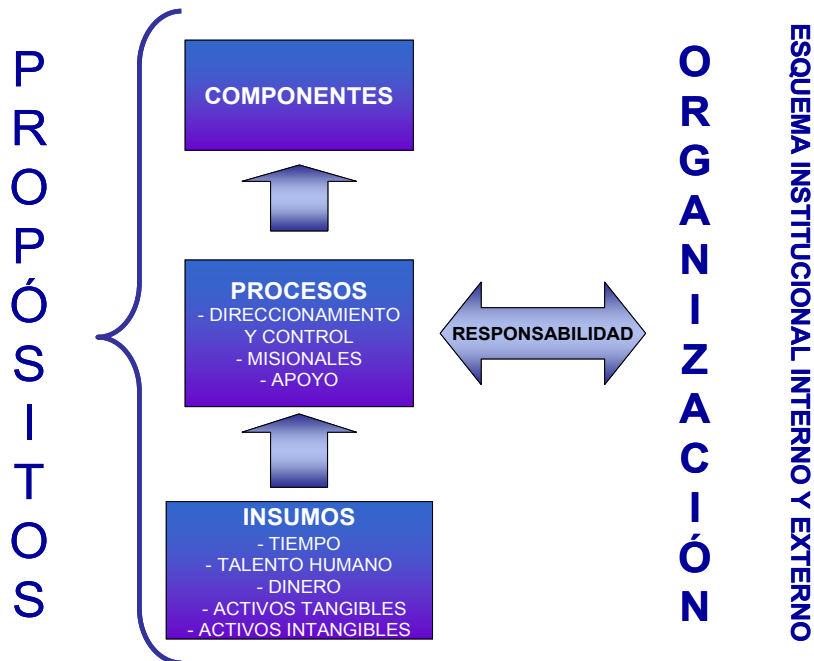 PROPÓSITOS
COMPONENTES
PROCESOS
- DIRECCIONAMIENTO
Y CONTROL
- MISIONALES
- APOYO
INSUMOS
- TIEMPO
- TALENTO HUMANO
- DINERO
- ACTIVOS TANGIBLES
- ACTIVOS INTANGIBLES
RESPONSABILIDAD
ORGANIZACIÓN
ESQUEMA INSTITUCIONAL INTERNO Y EXTERNO